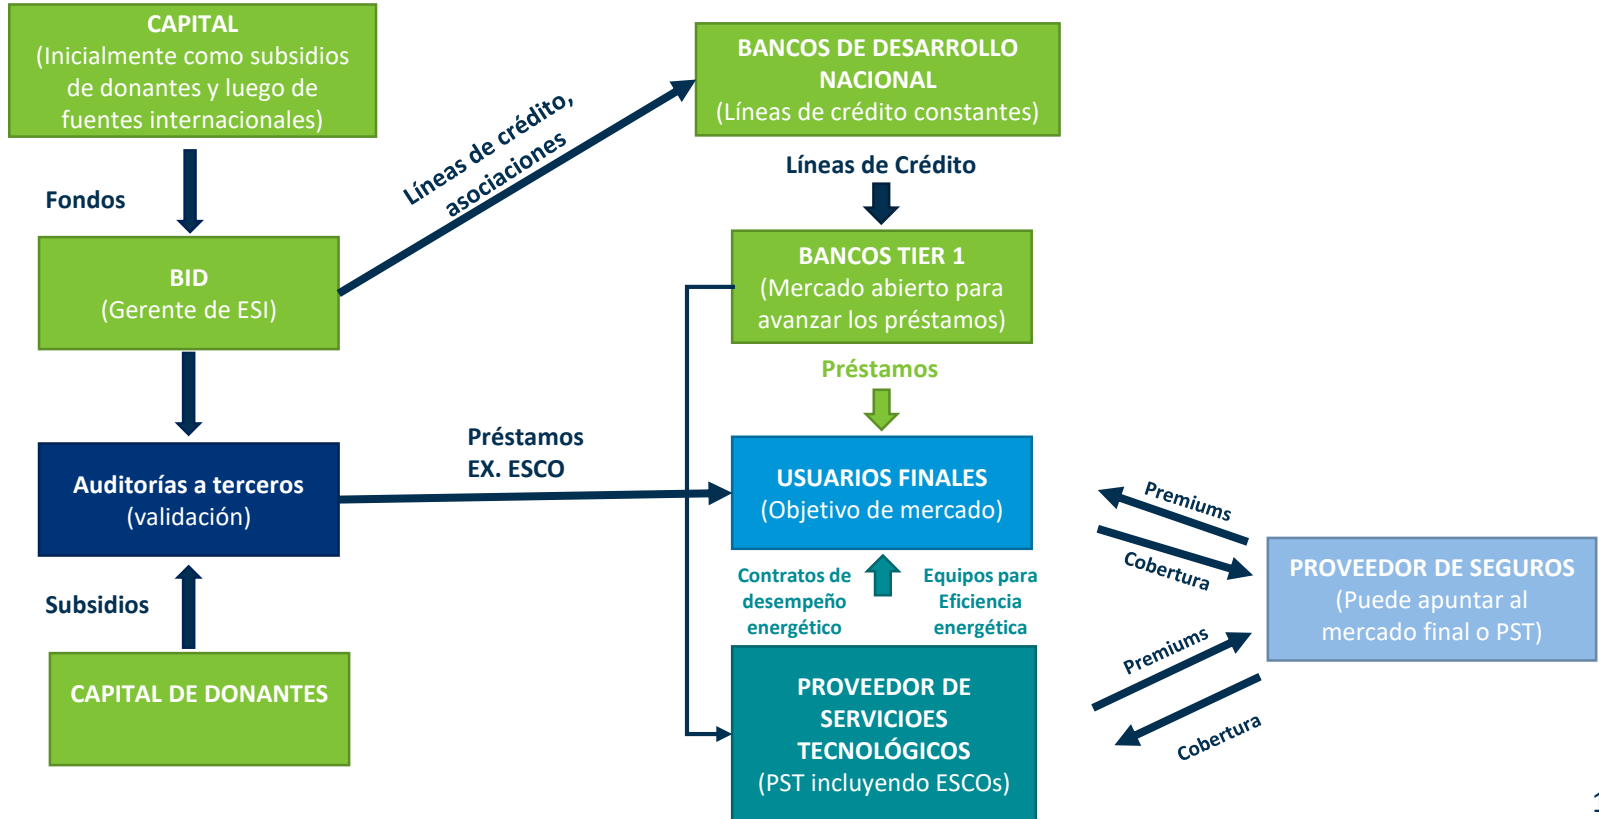 CAPITAL
(Inicialmente como subsidios
de donantes y luego de
fuentes internacionales)
Fondos
BID
(Gerente de ESI)
Auditorías a terceros
(validación)
Subsidios
CAPITAL DE DONANTES
Líneas de crédito,
asociaciones
Préstamos
EX. ESCO
BANCOS DE DESARROLLO
NACIONAL
(Líneas de crédito constantes)
Líneas de Crédito
BANCOS TIER 1
(Mercado abierto para
avanzar los préstamos)
Préstamos
USUARIOS FINALES
(Objetivo de mercado)
Contratos de
desempeño
energético
Equipos para
Eficiencia
energética
PROVEEDOR DE
SERVICIOES
TECNOLÓGICOS
(PST incluyendo ESCOs)
Premiums
Cobertura
PROVEEDOR DE SEGUROS
(Puede apuntar al
mercado final o PST)
Premiums
Cobertura